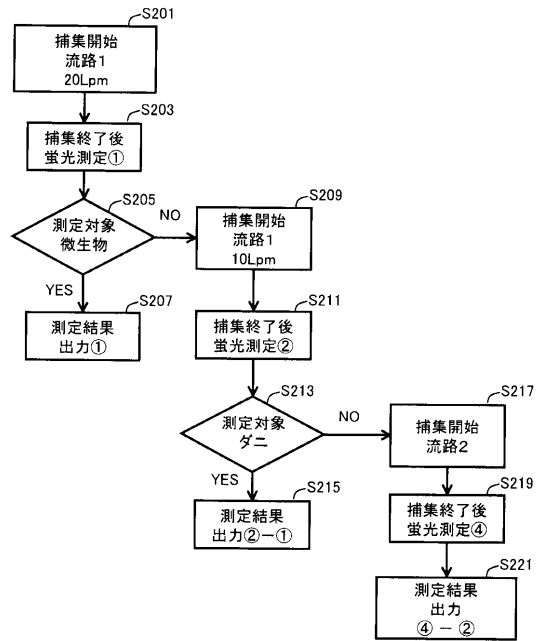 S201
捕集開始
流路1
20Lpm
S203
捕集終了後
蛍光測定①
S205
測定対象
微生物
NO
YES
S207
測定結果
出力①
S209
捕集開始
流路1
10Lpm
S211
捕集終了後
蛍光測定②
S213
測定対象
ダニ
NO
YES
S215
測定結果
出力②ー①
S217
捕集開始
流路2
S219
捕集終了後
蛍光測定④
S221
測定結果
出力
④ ー ②